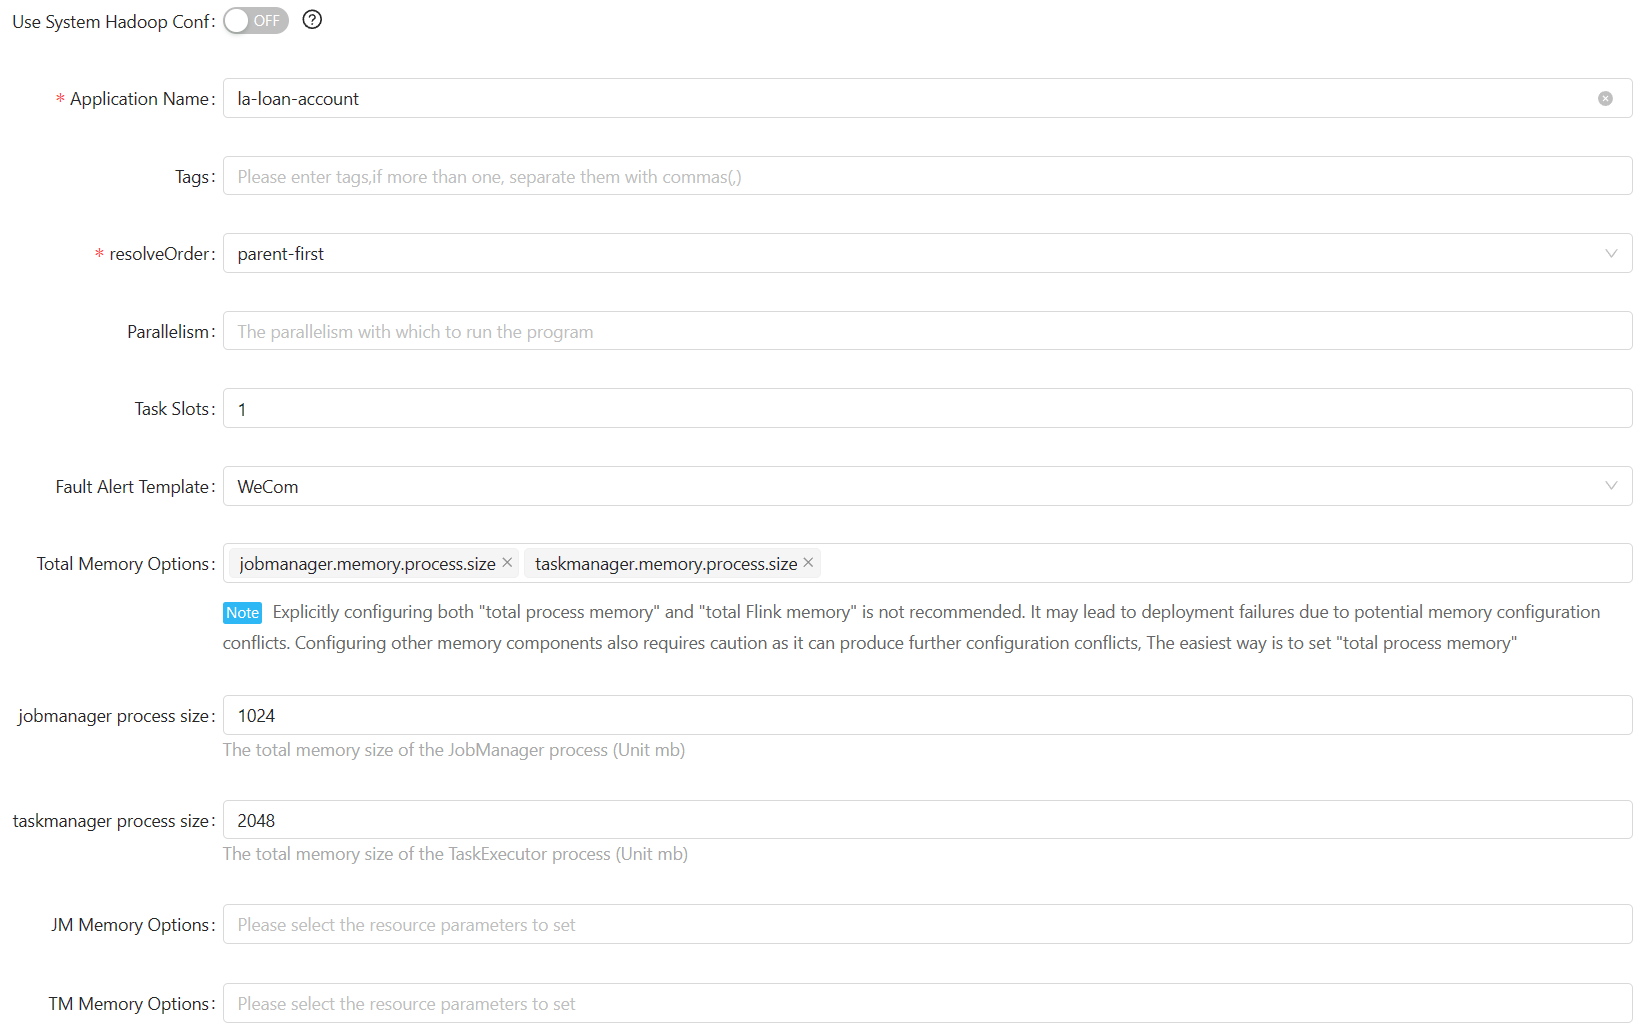 Use System Hadoop Conf: OFF
* Application Name: la-loan-account
Tags: Please enter tags,if more than one, separate them with commas(,)
* resolveOrder: parent-first
Parallelism: The parallelism with which to run the program
Task Slots: 1
Fault Alert Template: WeCom
Total Memory Options: jobmanager.memory.process.size taskmanager.memory.process.size
Note Explicitly configuring both "total process memory" and "total Flink memory" is not recommended. It may lead to deployment failures due to potential memory configuration
conflicts. Configuring other memory components also requires caution as it can produce further configuration conflicts, The easiest way is to set "total process memory"
jobmanager process size: 1024
The total memory size of the JobManager process (Unit mb)
taskmanager process size: 2048
The total memory size of the TaskExecutor process (Unit mb)
JM Memory Options: Please select the resource parameters to set
TM Memory Options: Please select the resource parameters to set